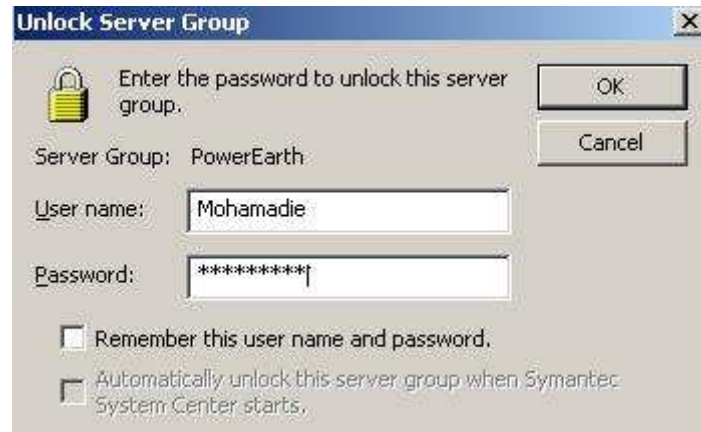 Unlock Server Group
Enter the password to unlock this server
group.
OK
Cancel
Server Group: PowerEarth
User name: Mohamadie
Password: *********
Remember this user name and password.
Automatically unlock this server group when Symantec
System Center starts.